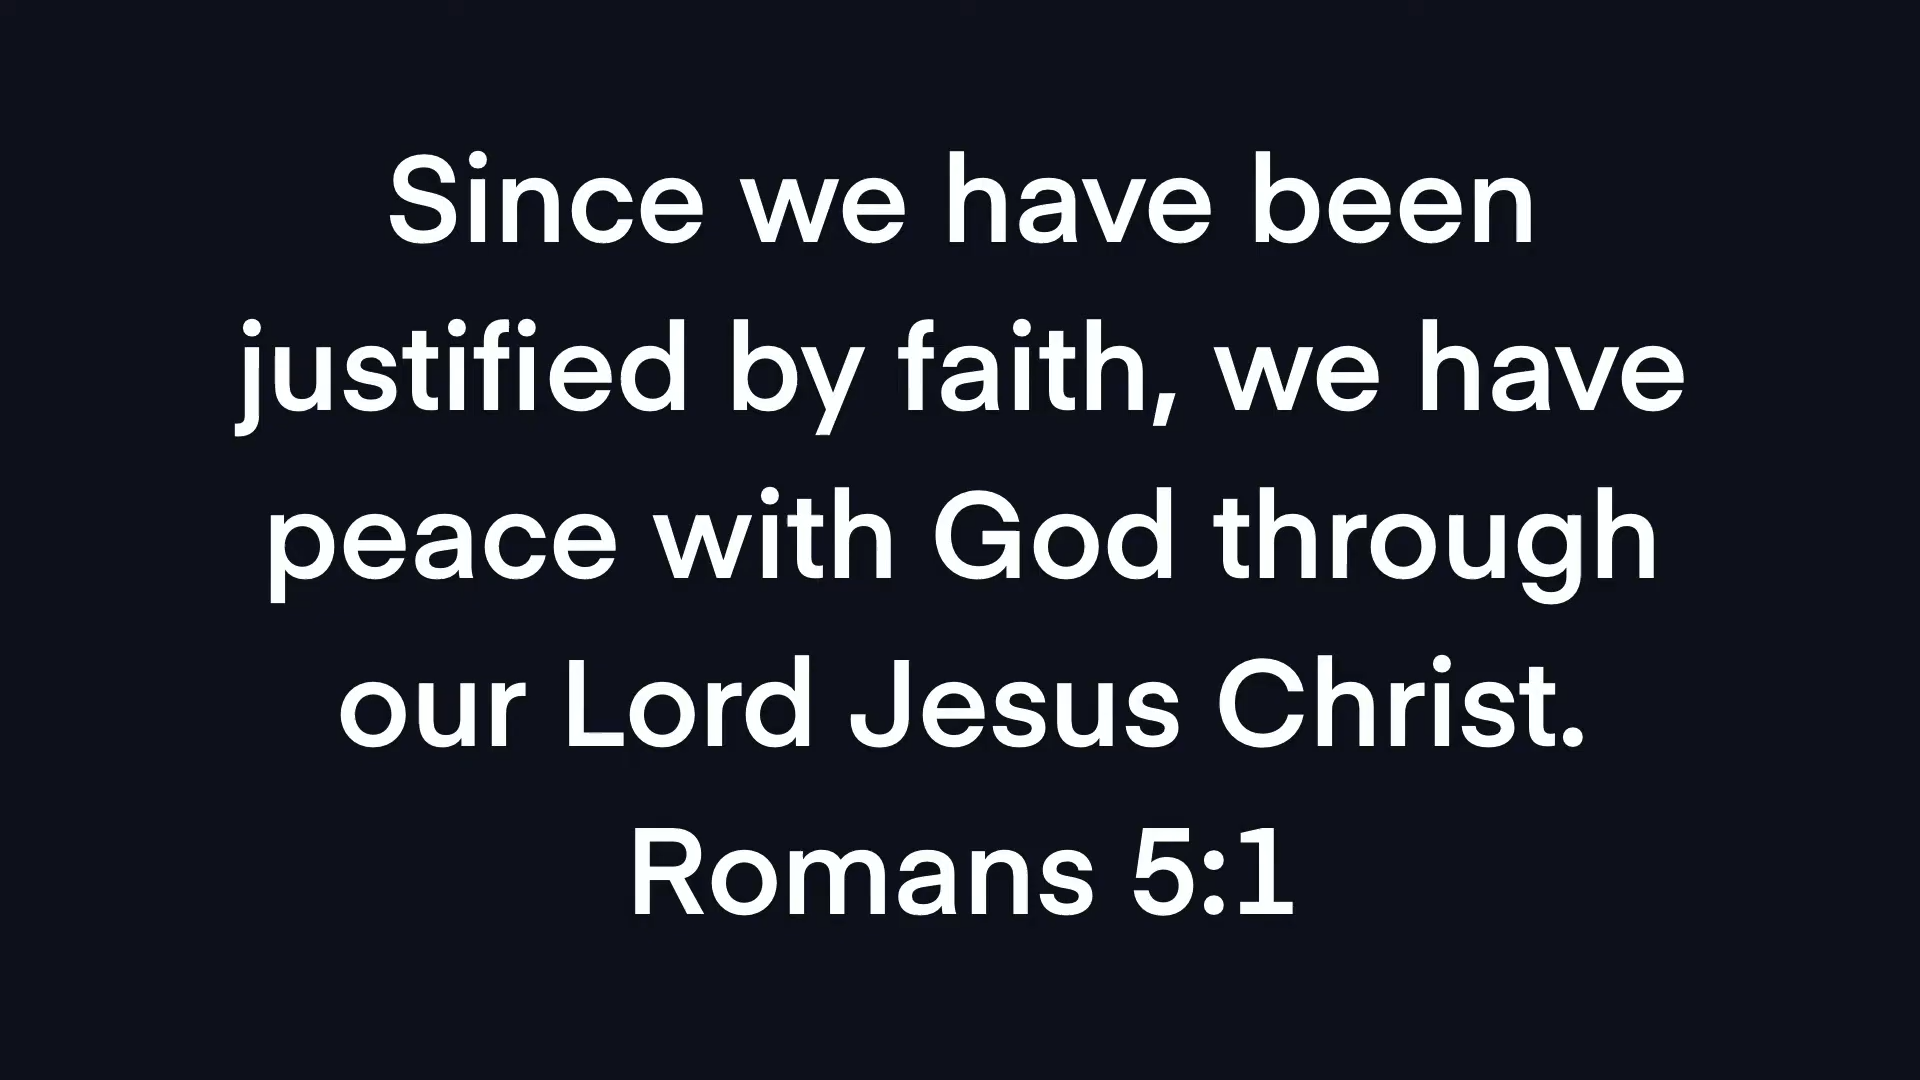 Since we have been
justified by faith, we have
peace with God through
our Lord Jesus Christ.
Romans 5:1